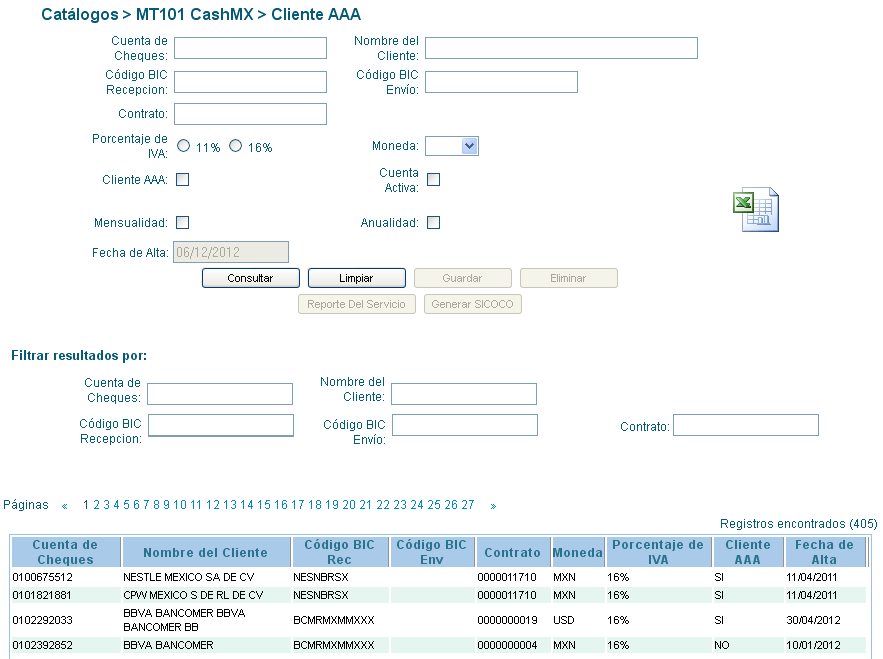 Catálogos > MT101 CashMX > Cliente AAA
Cuenta de Cheques:
Nombre del Cliente:
Código BIC Recepcion:
Código BIC Envío:
Contrato:
Porcentaje de IVA:
11%
16%
Moneda:
Cliente AAA:
Cuenta Activa:
Mensualidad:
Anualidad:
Fecha de Alta: 06/12/2012
Consultar Limpiar Guardar Eliminar
Reporte Del Servicio Generar SICOCO
Filtrar resultados por:
Cuenta de Cheques:
Nombre del Cliente:
Código BIC Recepcion:
Código BIC Envío:
Contrato:
Páginas « 1 2 3 4 5 6 7 8 9 10 11 12 13 14 15 16 17 18 19 20 21 22 23 24 25 26 27 »
Registros encontrados (405)
Cuenta de Cheques Nombre del Cliente Código BIC Rec Código BIC Env Contrato Moneda Porcentaje de IVA Cliente AAA Fecha de Alta
0100675512 NESTLE MEXICO SA DE CV NESNBRSX 0000011710 MXN 16% SI 11/04/2011
0101821881 CPW MEXICO S DE RL DE CV NESNBRSX 0000011710 MXN 16% SI 11/04/2011
0102292033 BBVA BANCOMER BBVA BANCOMER BB BCMRMXMMXXX 0000000019 USD 16% SI 30/04/2012
0102392852 BBVA BANCOMER BCMRMXMMXXX 0000000004 MXN 16% NO 10/01/2012